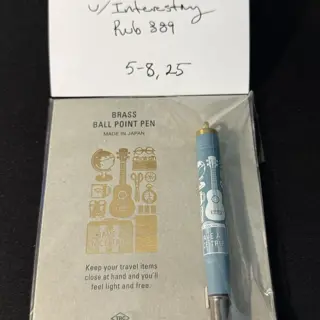 u/Interestay
Rub 889
5-8, 25
BRASS
BALL POINT PEN
MADE IN JAPAN
Keep your travel items
close at hand and you'll
feel light and free.